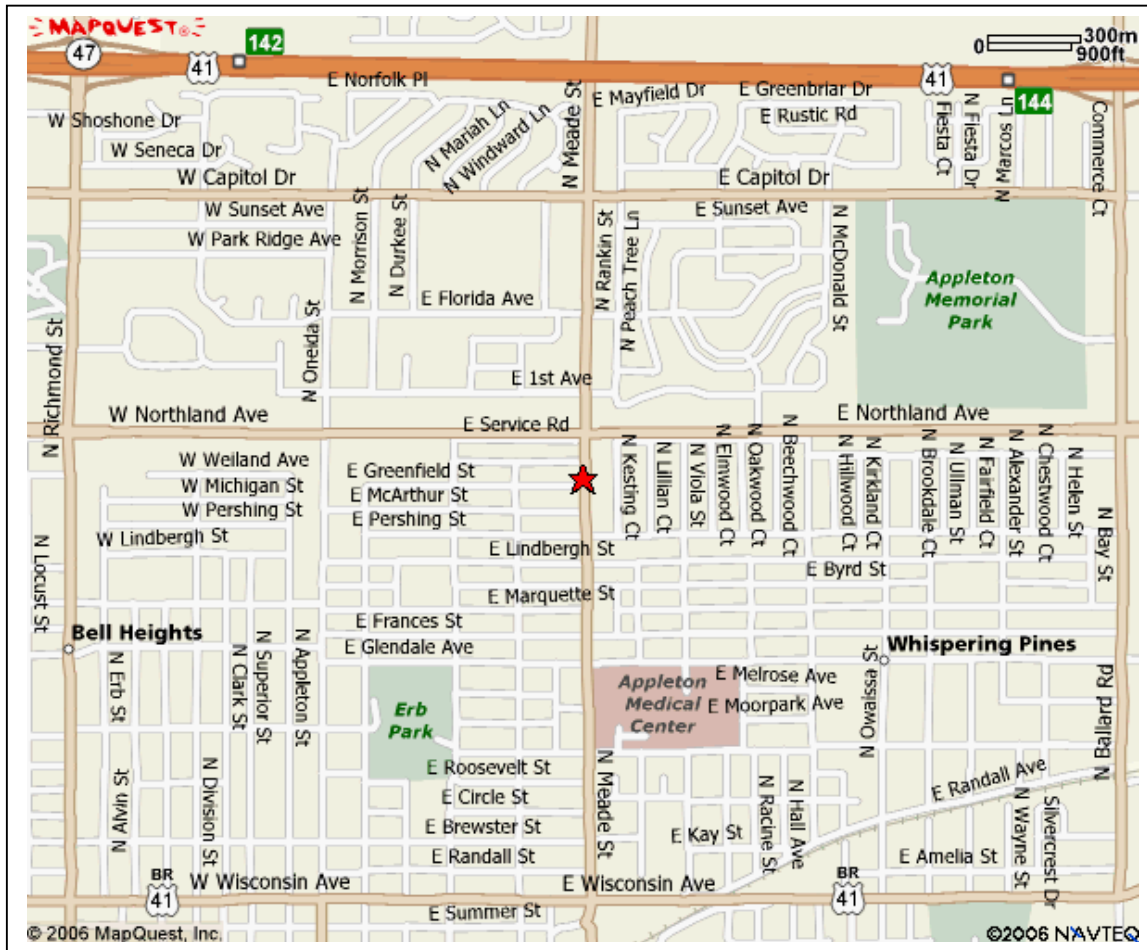 MAPQUEST®
47
41
142
E Norfolk Pl
0 300m
900ft
41
144
W Shoshone Dr
W Seneca Dr
W Capitol Dr
N Mariah Ln
N Windward Ln
N Meade St
E Mayfield Dr
E Greenbriar Dr
E Rustic Rd
E Capitol Dr
Fiesta Ct
N Fiesta Dr
N Marcos Ln
Commerce Ct
W Sunset Ave
W Park Ridge Ave
N Morrison St
N Durkee St
E Florida Ave
N Rankin St
N Peach Tree Ln
E Sunset Ave
N McDonald St
Appleton
Memorial
Park
N Richmond St
N Oneida St
E 1st Ave
W Northland Ave
E Service Rd
E Northland Ave
W Weiland Ave
W Michigan St
W Pershing St
W Lindbergh St
E Greenfield St
E McArthur St
E Pershing St
E Lindbergh St
N Kesting Ct
N Lillian Ct
N Viola St
N Elmwood Ct
N Oakwood Ct
N Beechwood Ct
N Hillwood Ct
N Kirkland Ct
N Brookdale Ct
N Ullman St
N Fairfield Ct
N Alexander St
N Chestwood Ct
N Helen St
N Bay St
E Byrd St
E Marquette St
N Locust St
Bell Heights
E Frances St
E Glendale Ave
Whispering Pines
N Erb St
N Clark St
N Superior St
N Appleton St
Erb
Park
Appleton
Medical
Center
E Melrose Ave
E Moorpark Ave
N Owaissa St
N Ballard Rd
N Alvin St
N Division St
E Roosevelt St
E Circle St
E Brewster St
E Randall St
N Meade St
E Kay St
N Racine St
N Hall Ave
E Randall Ave
N Wayne St
Silvercrest Dr
E Amelia St
BR
41
W Wisconsin Ave
E Wisconsin Ave
BR
41
E Summer St
© 2006 MapQuest, Inc.
©2006 NAVTEQ